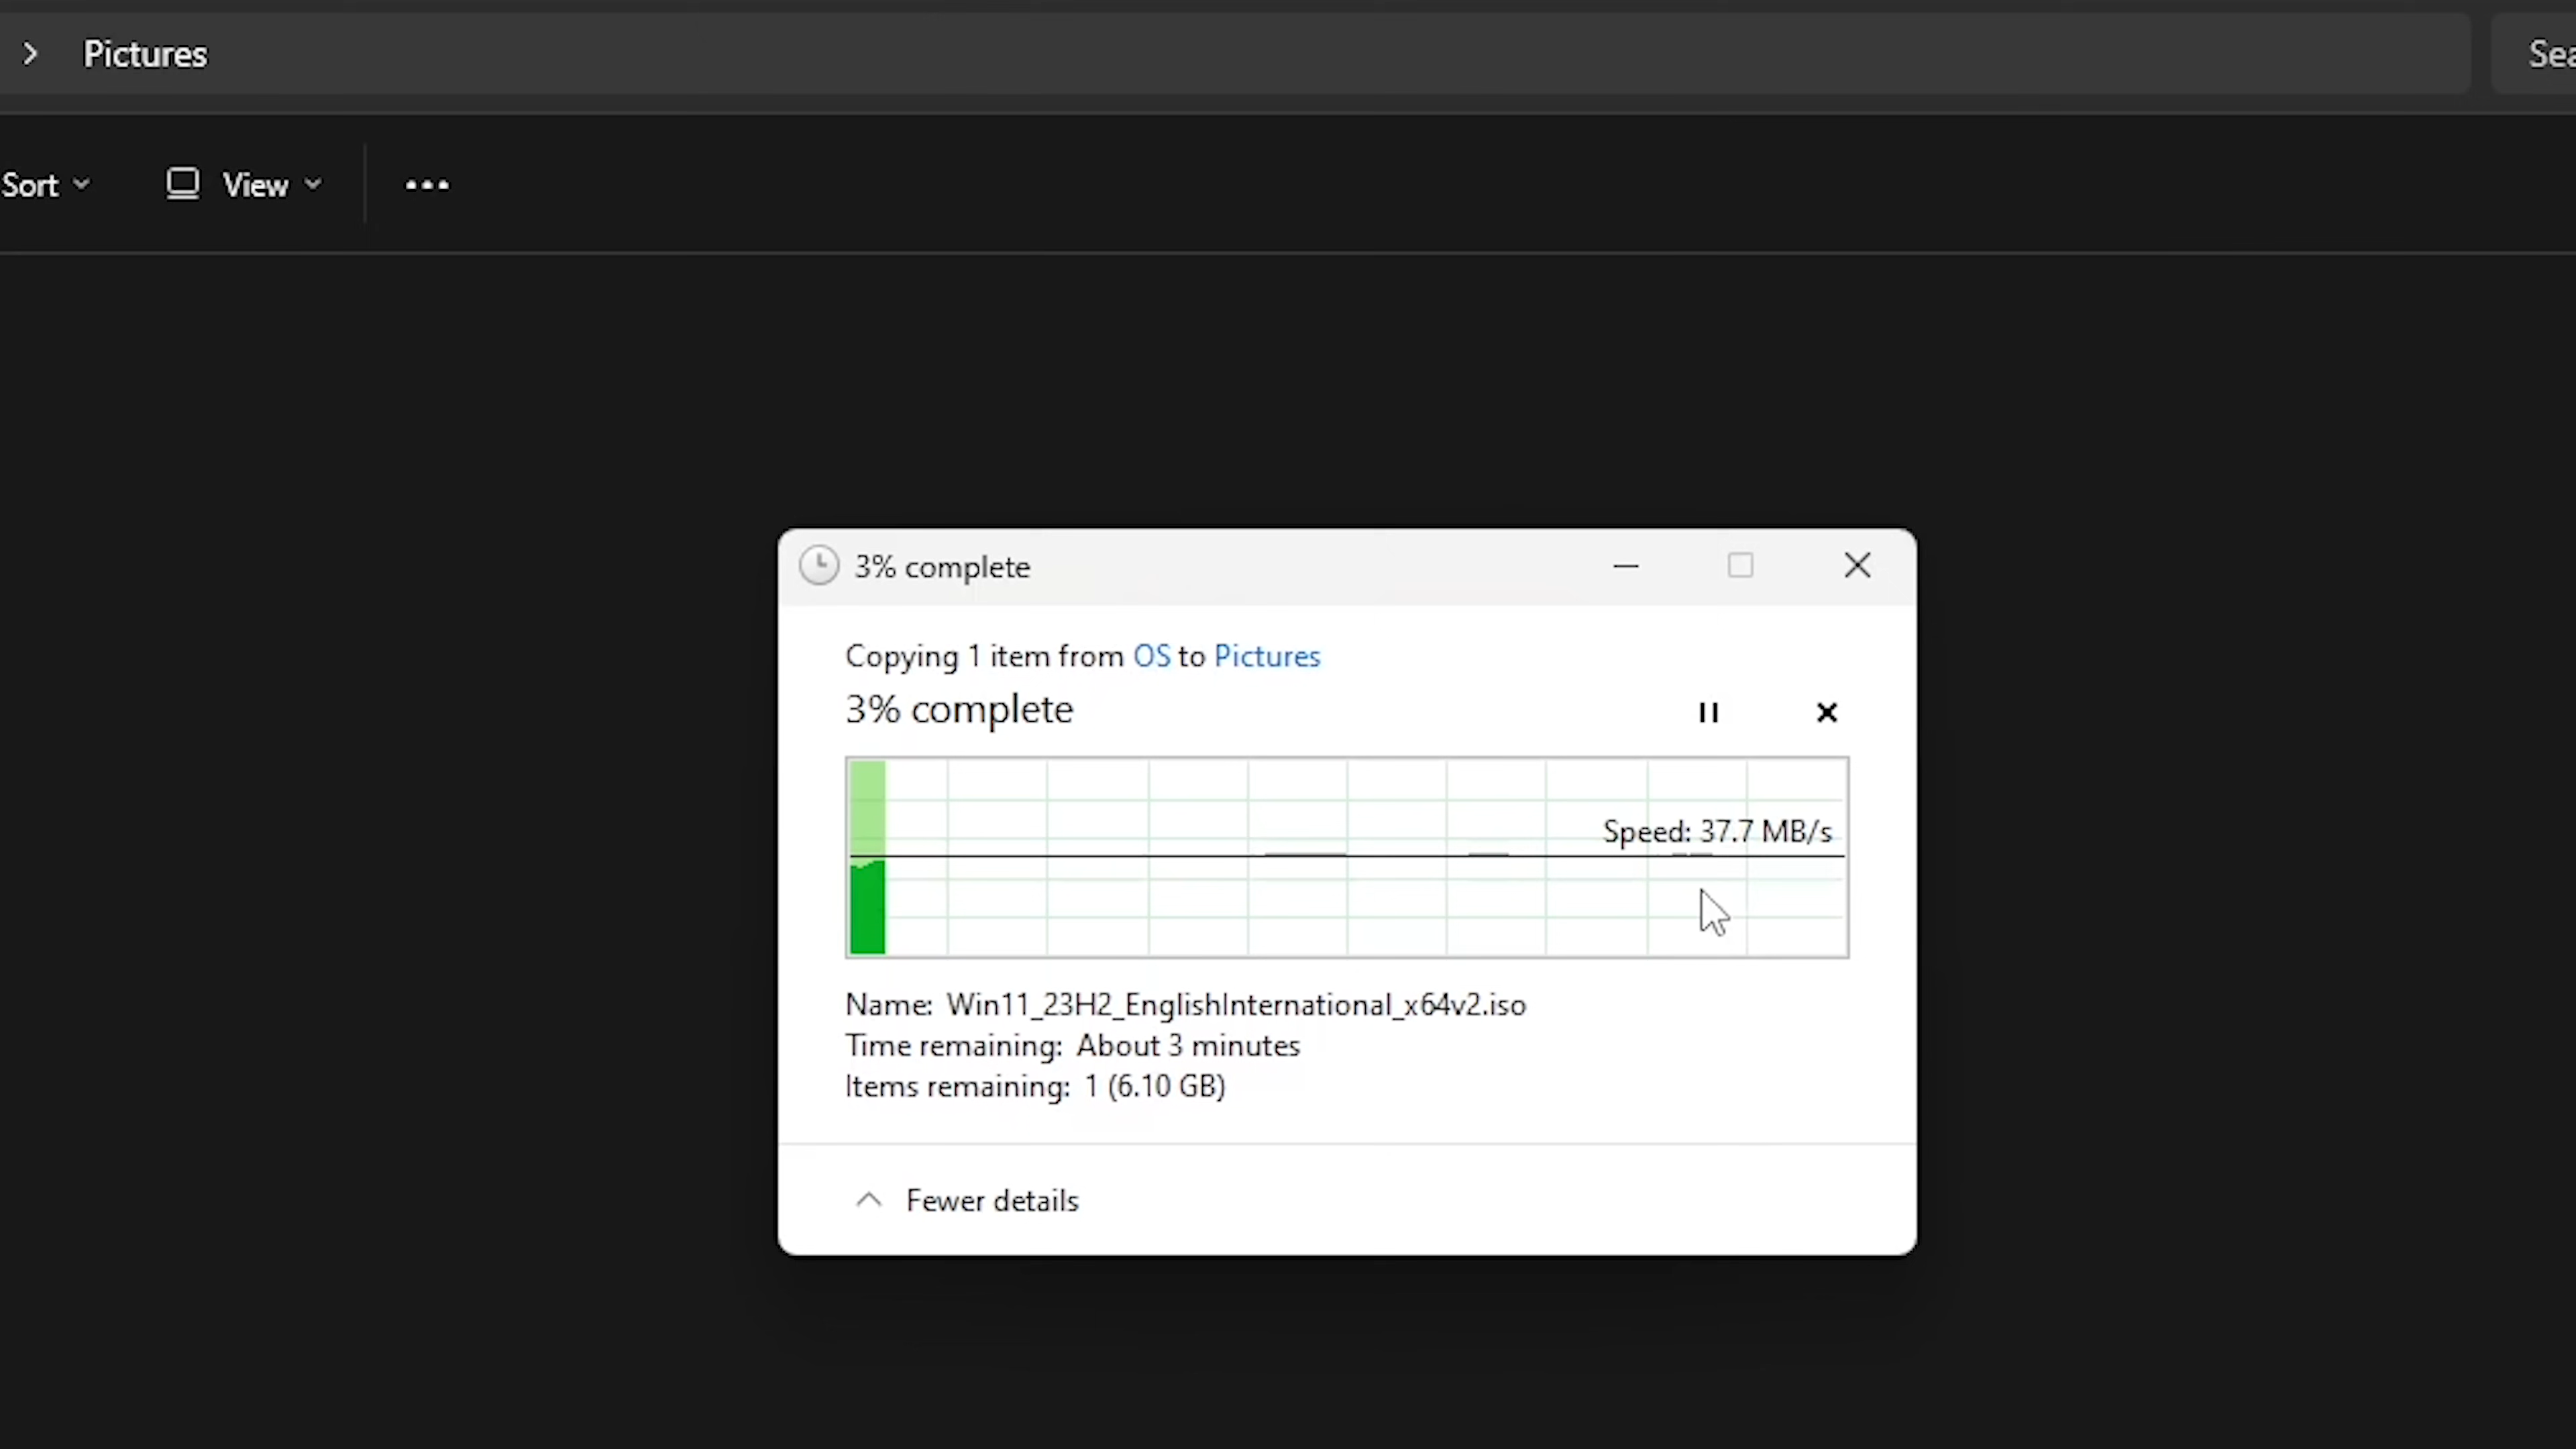 Pictures
Sea
Sort
View
3% complete
Copying 1 item from OS to Pictures
3% complete
Speed: 37.7 MB/s
Name: Win11_23H2_EnglishInternational_x64v2.iso
Time remaining: About 3 minutes
Items remaining: 1 (6.10 GB)
Fewer details